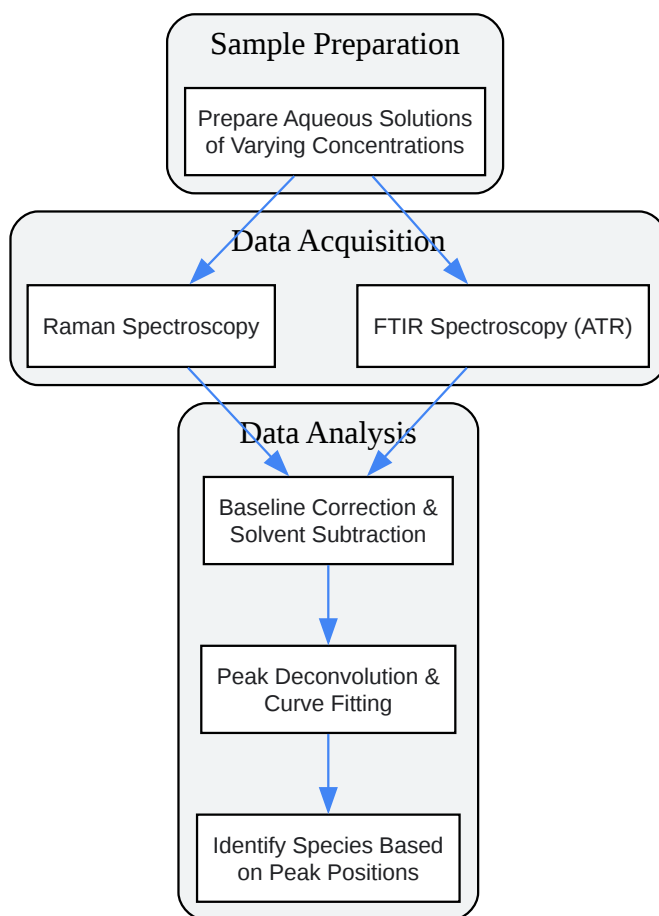 Sample Preparation
Prepare Aqueous Solutions
of Varying Concentrations
Data Acquisition
Raman Spectroscopy
FTIR Spectroscopy (ATR)
Data Analysis
Baseline Correction &
Solvent Subtraction
Peak Deconvolution &
Curve Fitting
Identify Species Based
on Peak Positions